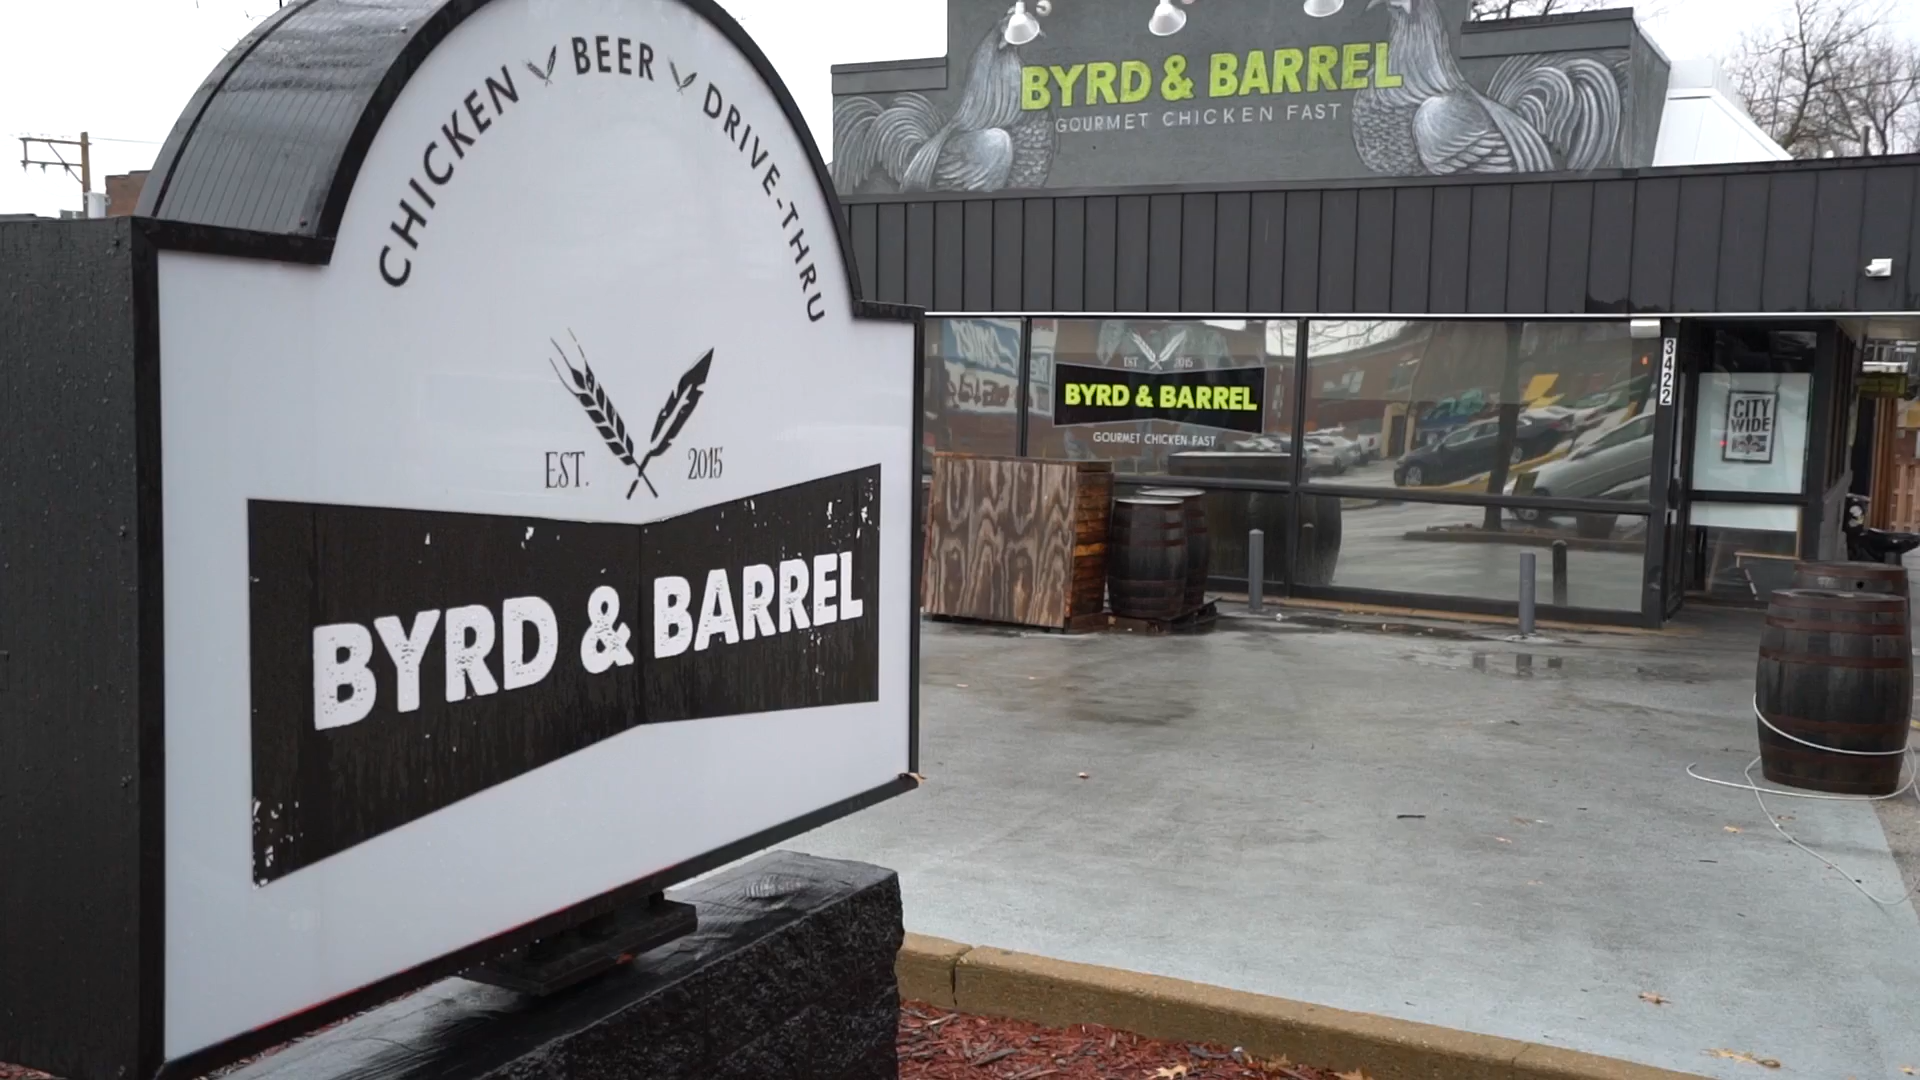 CHICKEN BEER DRIVE-THRU
EST. 2015
BYRD & BARREL
BYRD & BARREL
GOURMET CHICKEN FAST
EST 2015
BYRD & BARREL
GOURMET CHICKEN FAST
3422
CITY
WIDE